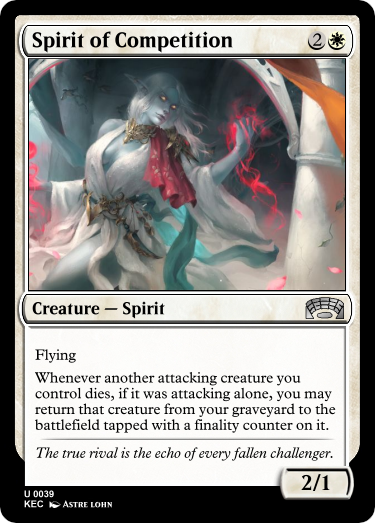 Spirit of Competition 2
Creature — Spirit
Flying
Whenever another attacking creature you
control dies, if it was attacking alone, you may
return that creature from your graveyard to the
battlefield tapped with a finality counter on it.
The true rival is the echo of every fallen challenger.
2/1
U 0039
KEC ASTRE LOHN